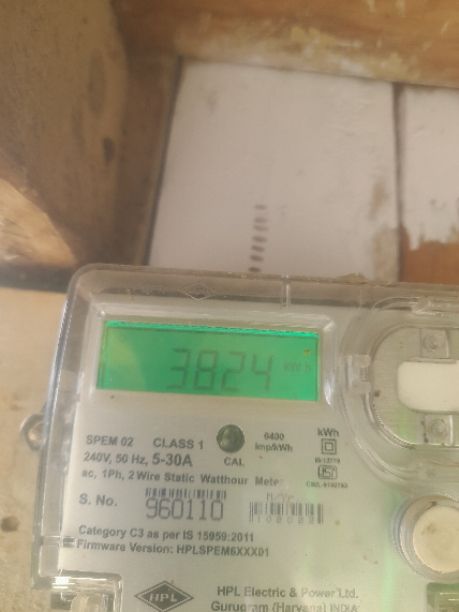 3824 kWh
SPEM 02 CLASS 1 6400 imp/kWh kWh
240V, 50 Hz, 5-30A CAL IS:13779
ac, 1Ph, 2 Wire Static Watthour Meter
S. No. 960110
Category C3 as per IS 15959:2011
Firmware Version: HPLSPEM6XXX01
HPL HPL Electric & Power Ltd.
Gurugram (Haryana) INDIA